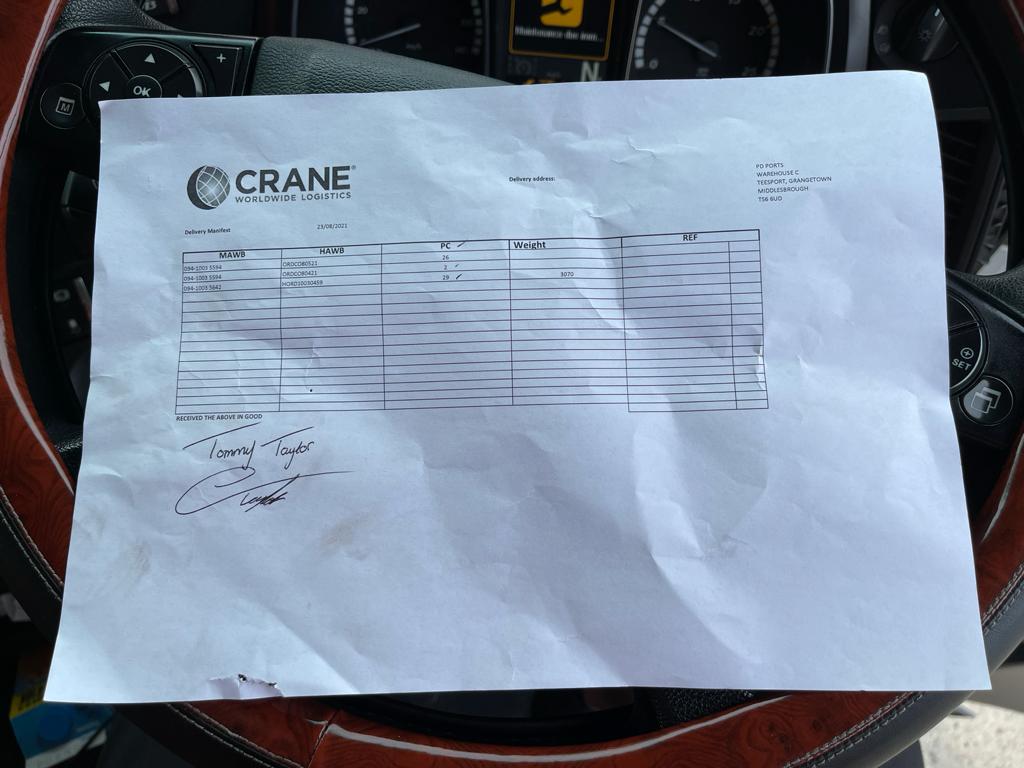 OK
+
M
Maintenance due imm...
N
CRANE®
WORLDWIDE LOGISTICS
Delivery address:
PD PORTS
WAREHOUSE C
TEESPORT, GRANGETOWN
MIDDLESBROUGH
TS6 6UD
Delivery Manifest 23/08/2021
MAWB HAWB PC ✓ Weight REF
094-1003 5594 ORDCO80521 26
094-1003 5594 ORDCO80421 2 ✓
094-1003 5642 HORD10030459 29 ✓ 3070
RECEIVED THE ABOVE IN GOOD
Tommy Taylor
SET